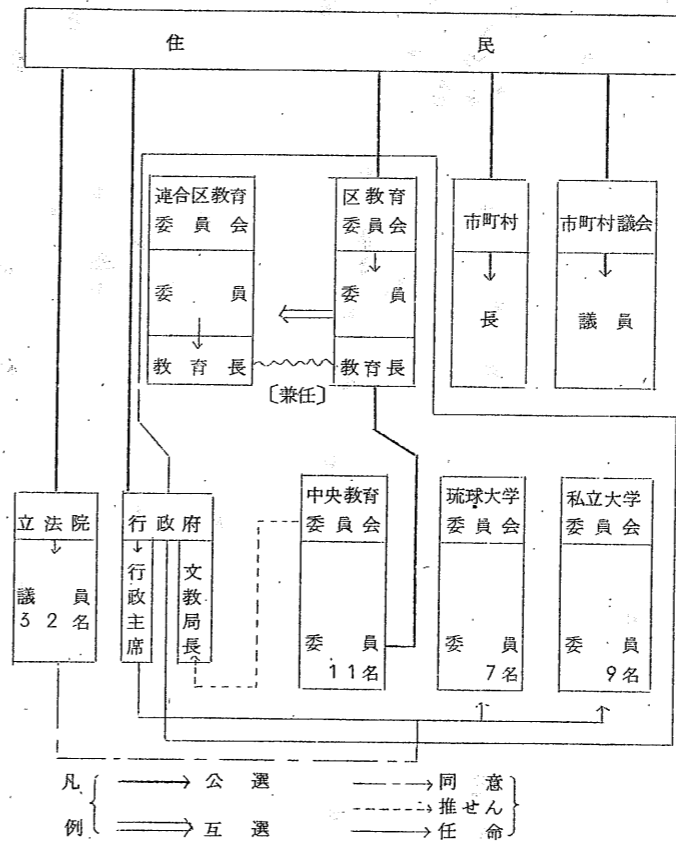 住民
連合区教育
委員会
委員
教育長
区教育
委員会
委員
教育長
〔兼任〕
市町村
長
市町村議会
議員
立法院
議員
32名
行政府
行政主席
文教局長
中央教育
委員会
委員
11名
琉球大学
委員会
委員
7名
私立大学
委員会
委員
9名
凡例
公選
互選
同意
推せん
任命